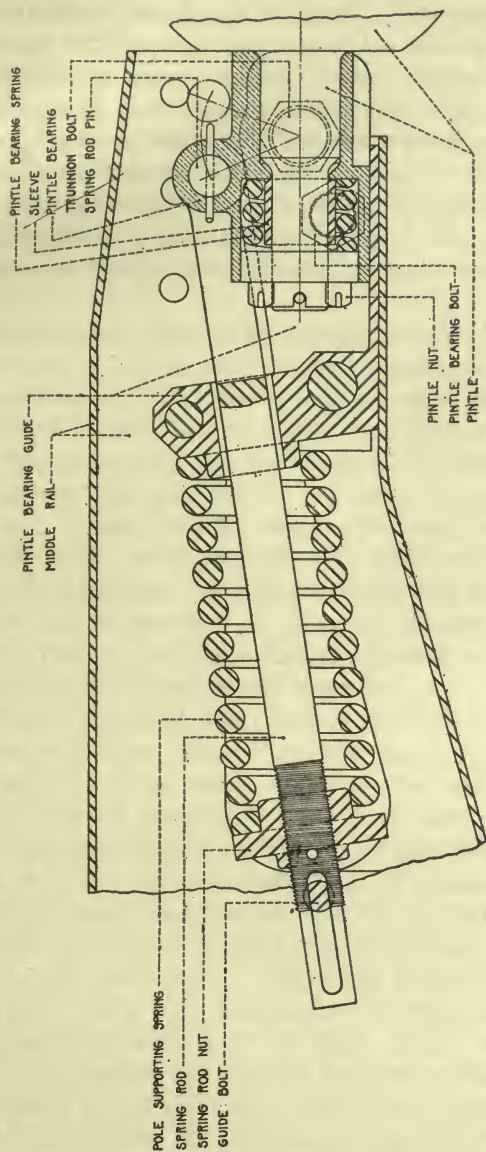 PINTLE BEARING SPRING
SLEEVE
PINTLE BEARING
TRUNNION BOLT
SPRING ROD PIN
PINTLE BEARING GUIDE
MIDDLE RAIL
PINTLE NUT
PINTLE BEARING BOLT
PINTLE
POLE SUPPORTING SPRING
SPRING ROD
SPRING ROD NUT
GUIDE BOLT